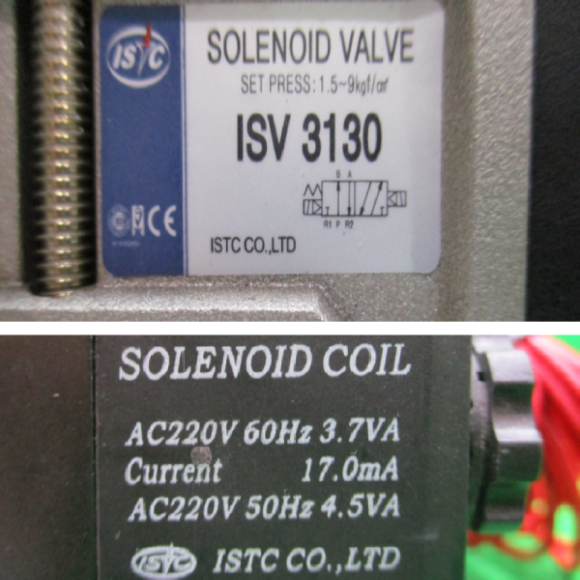 ISTC
SOLENOID VALVE
SET PRESS: 1.5~9kgf/㎠
ISV 3130
B A
R1 P R2
CE
ISTC CO.,LTD
SOLENOID COIL
AC220V 60Hz 3.7VA
Current 17.0mA
AC220V 50Hz 4.5VA
ISTC ISTC CO.,LTD